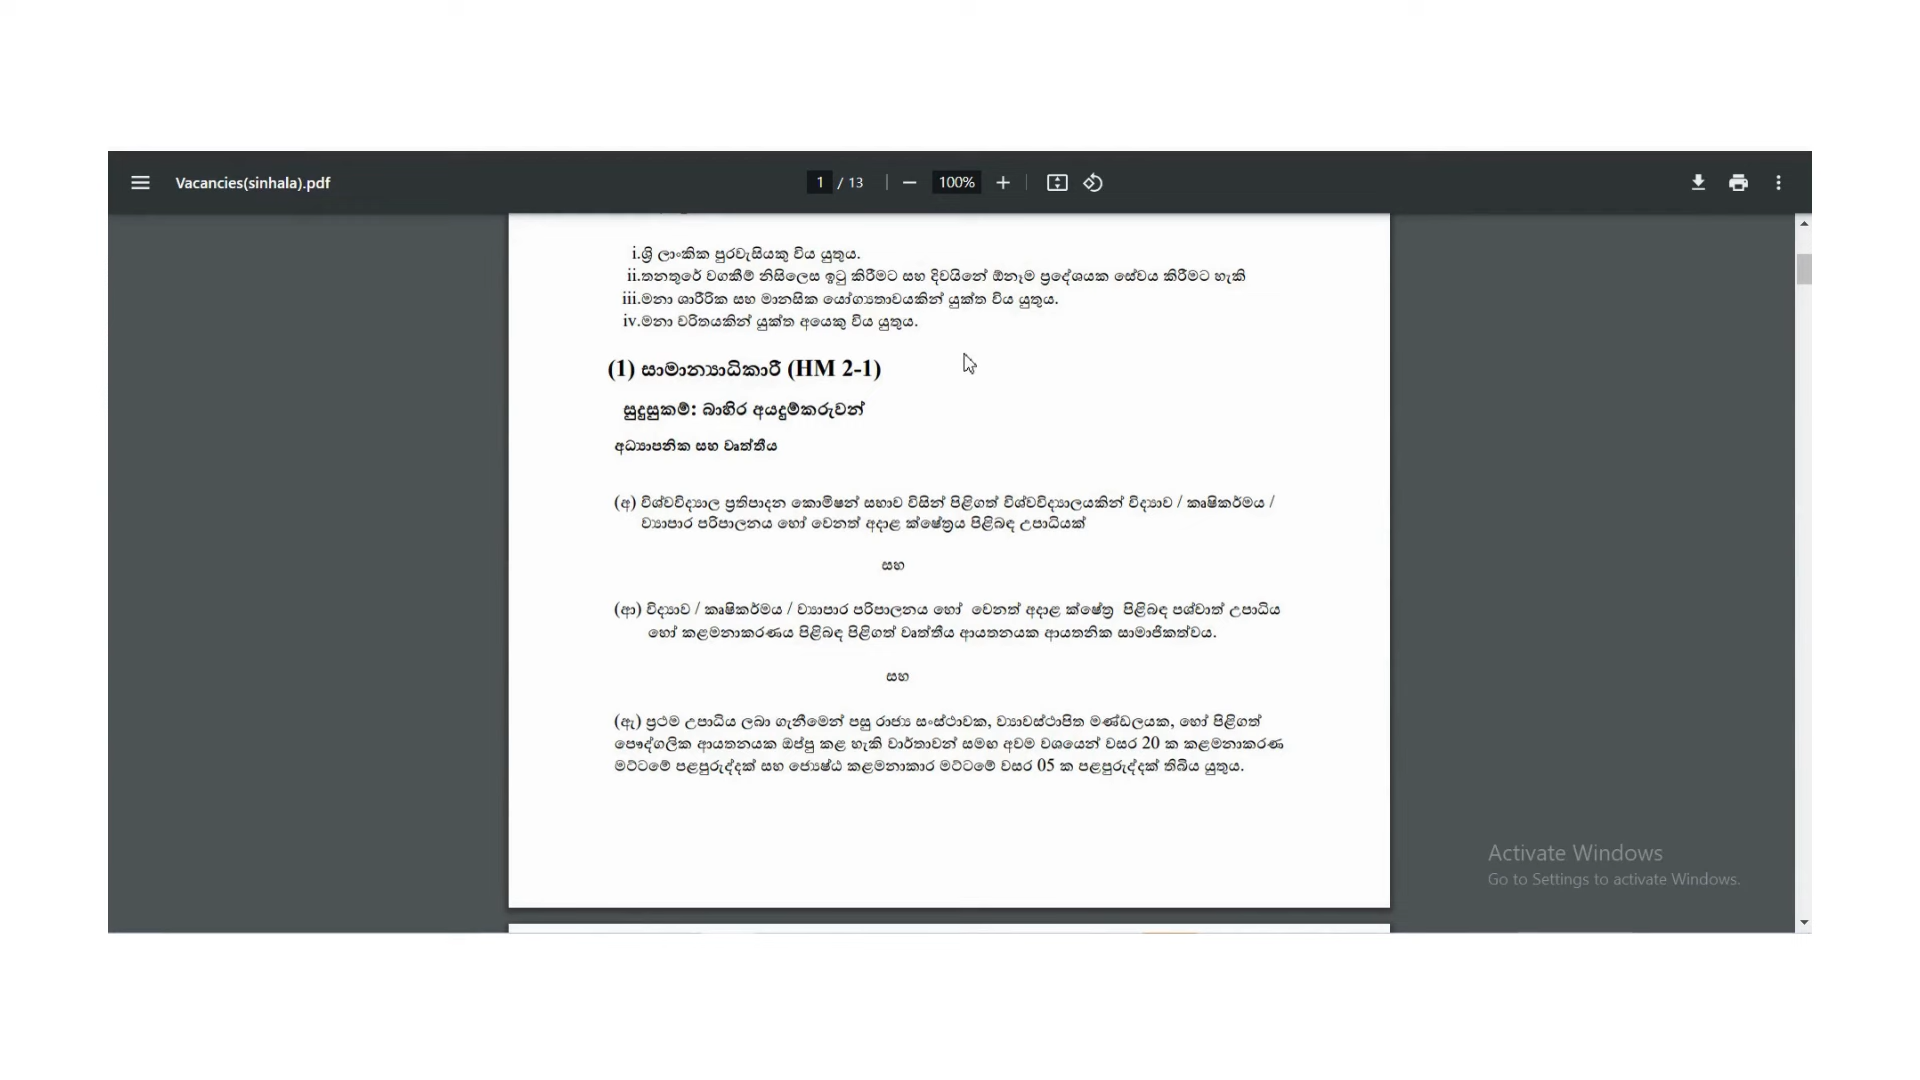 Vacancies(sinhala).pdf
1 / 13
100%
i.ශ්‍රී ලාංකික පුරවැසියකු විය යුතුය.
ii.තනතුරේ වගකීම් නිසිලෙස ඉටු කිරීමට සහ දිවයිනේ ඕනෑම ප්‍රදේශයක සේවය කිරීමට හැකි
iii.මනා ශාරීරික සහ මානසික යෝග්‍යතාවයකින් යුක්ත විය යුතුය.
iv.මනා චරිතයකින් යුක්ත අයෙකු විය යුතුය.
(1) සාමාන්‍යාධිකාරී (HM 2-1)
සුදුසුකම්: බාහිර අයදුම්කරුවන්
අධ්‍යාපනික සහ වෘත්තීය
(අ) විශ්වවිද්‍යාල ප්‍රතිපාදන කොමිෂන් සභාව විසින් පිළිගත් විශ්වවිද්‍යාලයකින් විද්‍යාව / කෘෂිකර්මය /
ව්‍යාපාර පරිපාලනය හෝ වෙනත් අදාළ ක්ෂේත්‍රය පිළිබඳ උපාධියක්
සහ
(ආ) විද්‍යාව / කෘෂිකර්මය / ව්‍යාපාර පරිපාලනය හෝ වෙනත් අදාළ ක්ෂේත්‍ර පිළිබඳ පශ්චාත් උපාධිය
හෝ කළමනාකරණය පිළිබඳ පිළිගත් වෘත්තීය ආයතනයක ආයතනික සාමාජිකත්වය.
සහ
(ඇ) ප්‍රථම උපාධිය ලබා ගැනීමෙන් පසු රාජ්‍ය සංස්ථාවක, ව්‍යවස්ථාපිත මණ්ඩලයක, හෝ පිළිගත්
පෞද්ගලික ආයතනයක ඔප්පු කළ හැකි වාර්තාවන් සමඟ අවම වශයෙන් වසර 20 ක කළමනාකරණ
මට්ටමේ පළපුරුද්දක් සහ ජ්‍යෙෂ්ඨ කළමනාකාර මට්ටමේ වසර 05 ක පළපුරුද්දක් තිබිය යුතුය.
Activate Windows
Go to Settings to activate Windows.